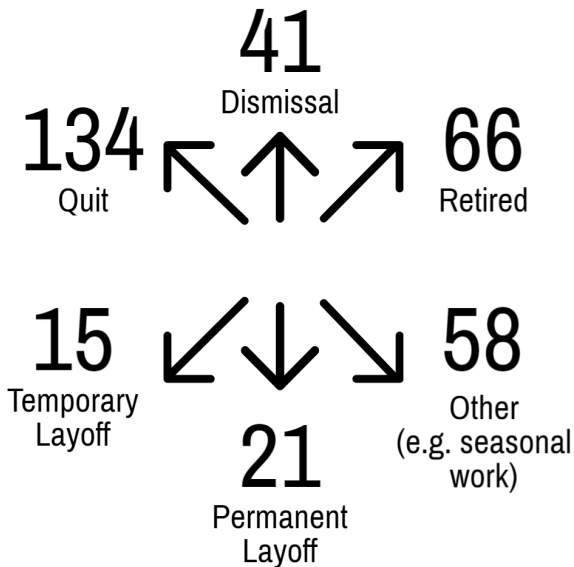 41
Dismissal
134
Quit
66
Retired
15
Temporary
Layoff
58
Other
(e.g. seasonal
work)
21
Permanent
Layoff